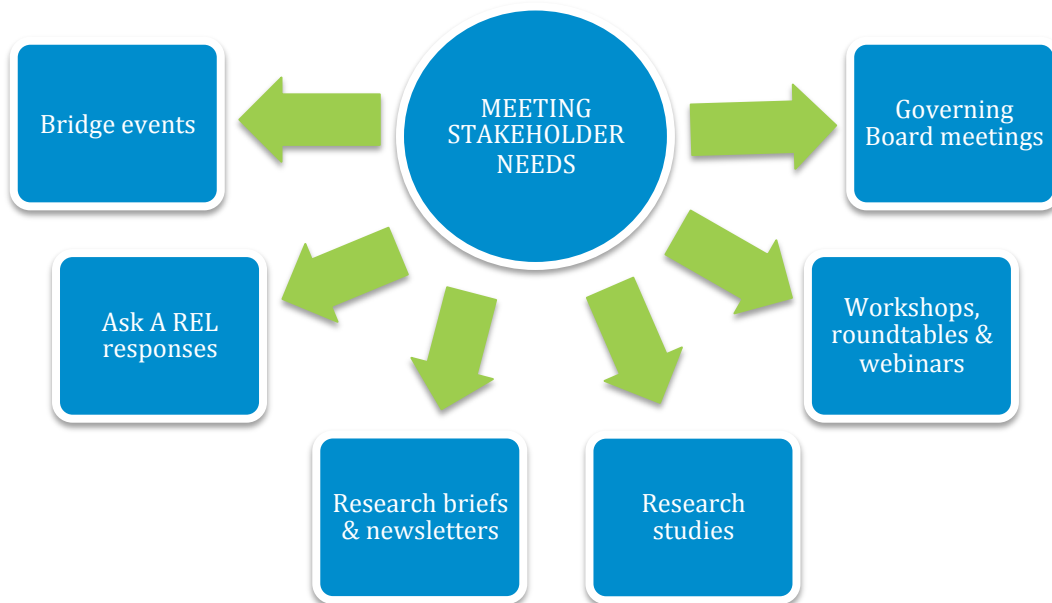 MEETING
STAKEHOLDER
NEEDS
Bridge events
Governing
Board meetings
Ask A REL
responses
Workshops,
roundtables &
webinars
Research briefs
& newsletters
Research
studies